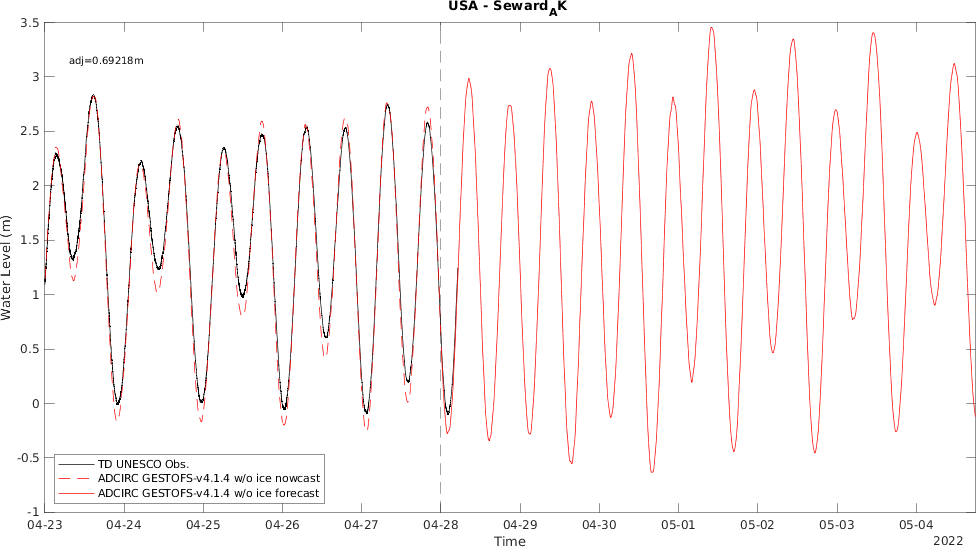 USA - Seward_AK
adj=0.69218m
3.5
3
2.5
2
1.5
1
0.5
0
-0.5
-1
Water Level (m)
TD UNESCO Obs.
ADCIRC GESTOFS-v4.1.4 w/o ice nowcast
ADCIRC GESTOFS-v4.1.4 w/o ice forecast
04-23 04-24 04-25 04-26 04-27 04-28 04-29 04-30 05-01 05-02 05-03 05-04
Time
2022